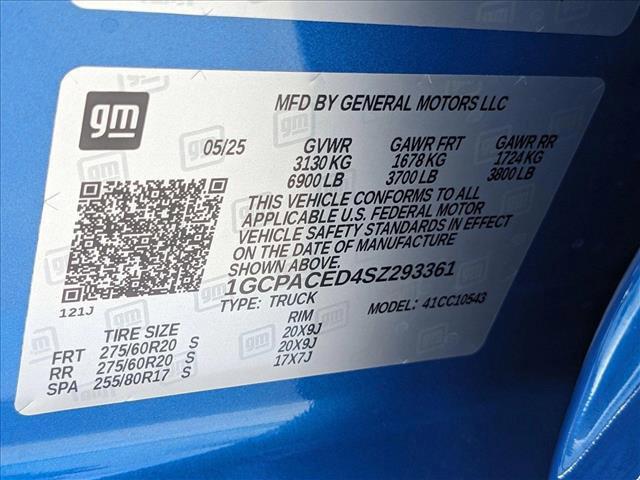 gm
MFD BY GENERAL MOTORS LLC
05/25 GVWR GAWR FRT GAWR RR
3130 KG 1678 KG 1724 KG
6900 LB 3700 LB 3800 LB
THIS VEHICLE CONFORMS TO ALL
APPLICABLE U.S. FEDERAL MOTOR
VEHICLE SAFETY STANDARDS IN EFFECT
ON THE DATE OF MANUFACTURE
SHOWN ABOVE.
1GCPACED4SZ293361
121J TYPE: TRUCK MODEL: 41CC10543
TIRE SIZE RIM
FRT 275/60R20 S 20X9J
RR 275/60R20 S 20X9J
SPA 255/80R17 S 17X7J